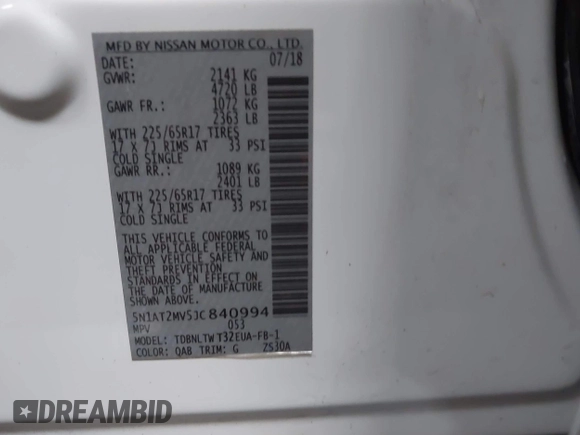 MFD BY NISSAN MOTOR CO., LTD.
DATE: 07/18
GVWR: 2141 KG
4720 LB
GAWR FR.: 1072 KG
2363 LB
WITH 225/65R17 TIRES
17 X 7J RIMS AT 33 PSI
COLD SINGLE
GAWR RR.: 1089 KG
2401 LB
WITH 225/65R17 TIRES
17 X 7J RIMS AT 33 PSI
COLD SINGLE
THIS VEHICLE CONFORMS TO
ALL APPLICABLE FEDERAL
MOTOR VEHICLE SAFETY AND
THEFT PREVENTION
STANDARDS IN EFFECT ON
THE DATE OF MANUFACTURE
SHOWN ABOVE.
5N1AT2MV5JC840994
MPV 053
MODEL: TDBNLTW T32EUA-FB-1
COLOR: QAB TRIM: G ZS30A
DREAMBID